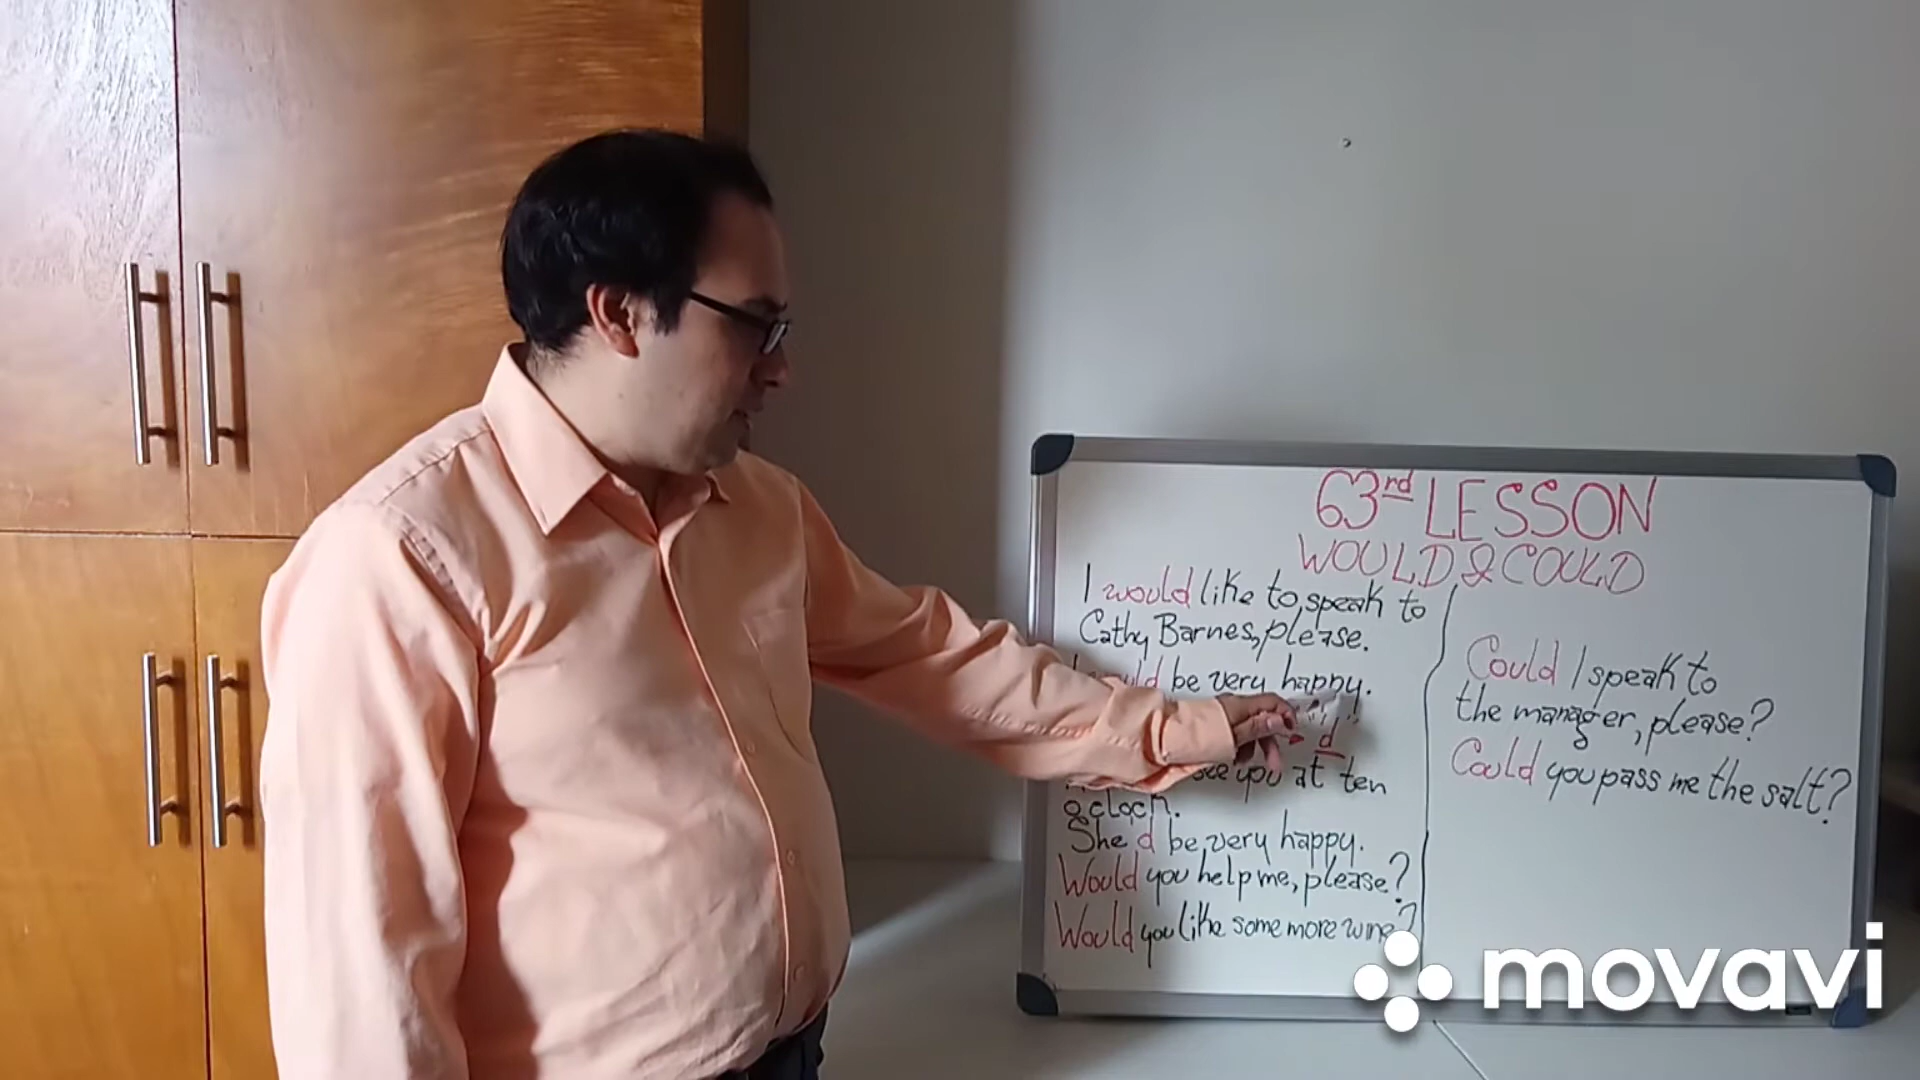 63rd LESSON
WOULD & COULD
I would like to speak to
Cathy Barnes, please.
be very happy.
d
see you at ten
o'cloch.
She d be very happy.
Would you help me, please?
Would you like some more wine?
Could I speak to
the manager, please?
Could you pass me the salt?
movavi